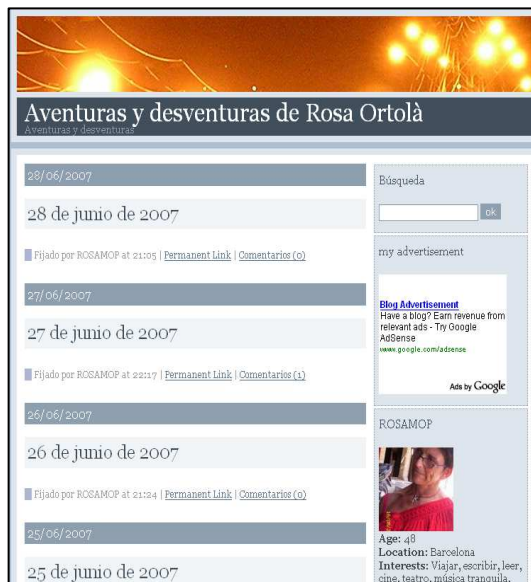 Aventuras y desventuras de Rosa Ortolà
Aventuras y desventuras
28/06/2007
28 de junio de 2007
Fijado por ROSAMOP at 21:05 | Permanent Link | Comentarios (0)
27/06/2007
27 de junio de 2007
Fijado por ROSAMOP at 22:17 | Permanent Link | Comentarios (1)
26/06/2007
26 de junio de 2007
Fijado por ROSAMOP at 21:24 | Permanent Link | Comentarios (0)
25/06/2007
25 de junio de 2007
Búsqueda
ok
my advertisement
Blog Advertisement
Have a blog? Earn revenue from
relevant ads - Try Google
AdSense
www.google.com/adsense
Ads by Google
ROSAMOP
Age: 48
Location: Barcelona
Interests: Viajar, escribir, leer,
cine, teatro, música tranquila,